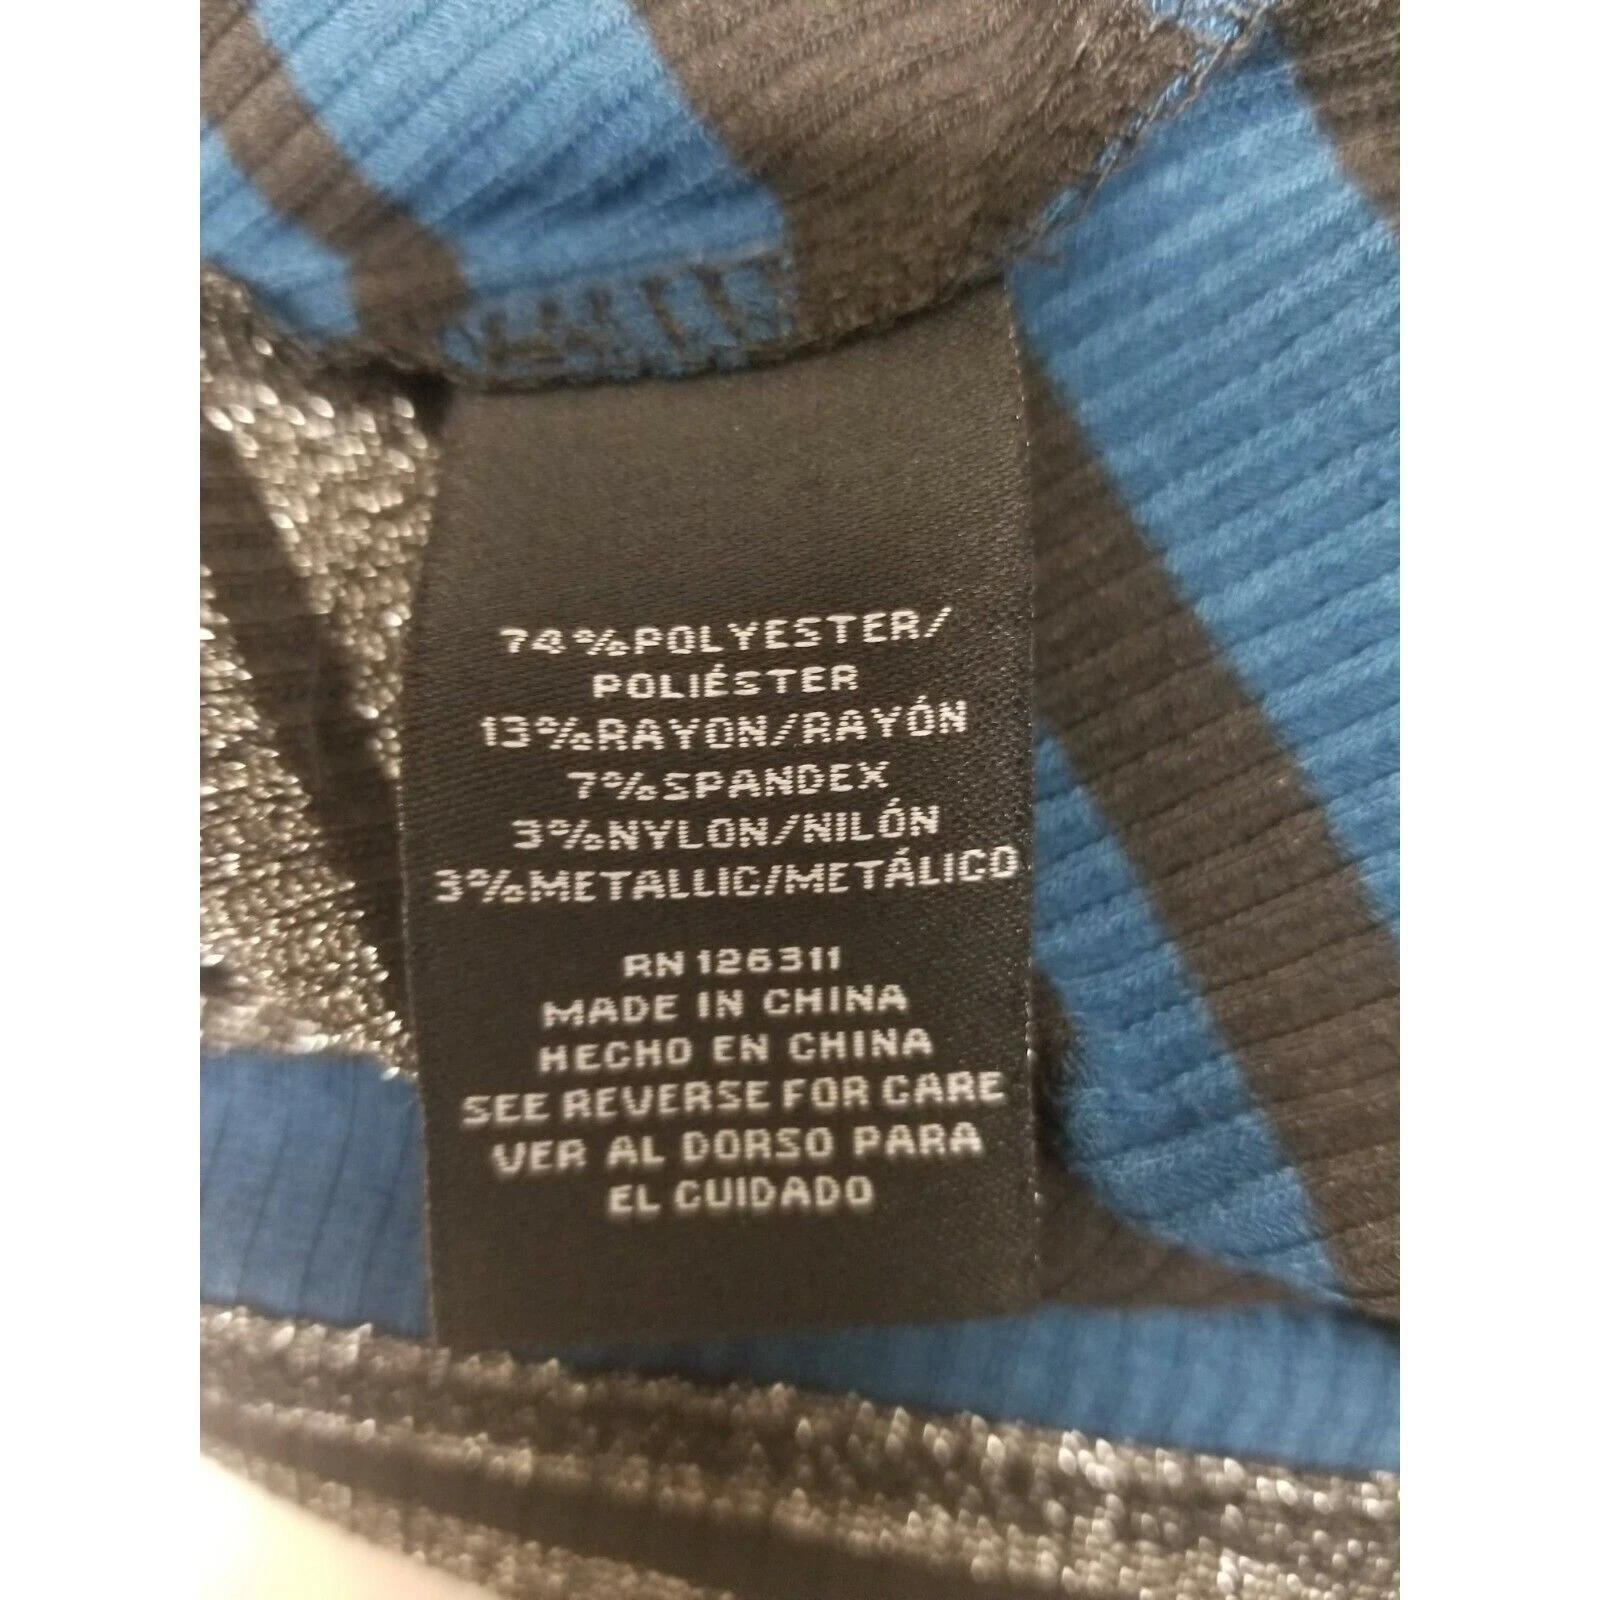 74%POLYESTER/
POLIÉSTER
13%RAYON/RAYÓN
7%SPANDEX
3%NYLON/NILÓN
3%METALLIC/METÁLICO
RN 126311
MADE IN CHINA
HECHO EN CHINA
SEE REVERSE FOR CARE
VER AL DORSO PARA
EL CUIDADO